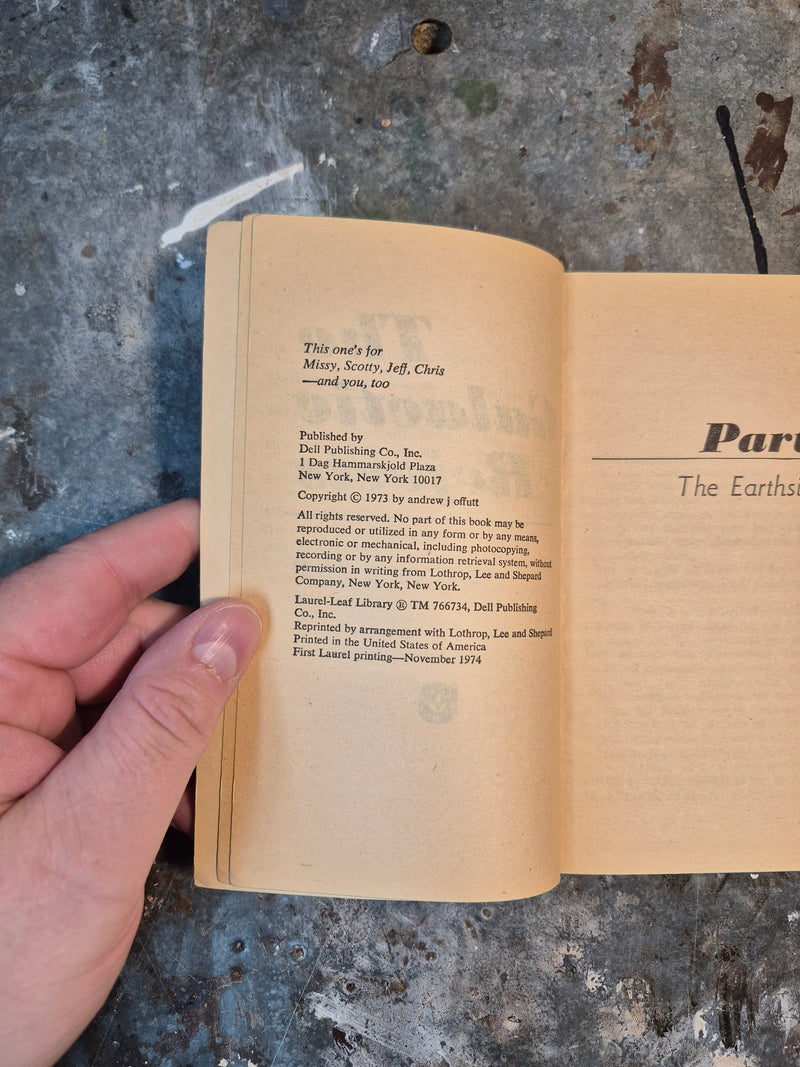 This one's for
Missy, Scotty, Jeff, Chris
—and you, too
Published by
Dell Publishing Co., Inc.
1 Dag Hammarskjold Plaza
New York, New York 10017
Copyright © 1973 by andrew j offutt
All rights reserved. No part of this book may be
reproduced or utilized in any form or by any means,
electronic or mechanical, including photocopying,
recording or by any information retrieval system, without
permission in writing from Lothrop, Lee and Shepard
Company, New York, New York.
Laurel-Leaf Library ® TM 766734, Dell Publishing
Co., Inc.
Reprinted by arrangement with Lothrop, Lee and Shepard
Printed in the United States of America
First Laurel printing—November 1974
Part
The Earthsi